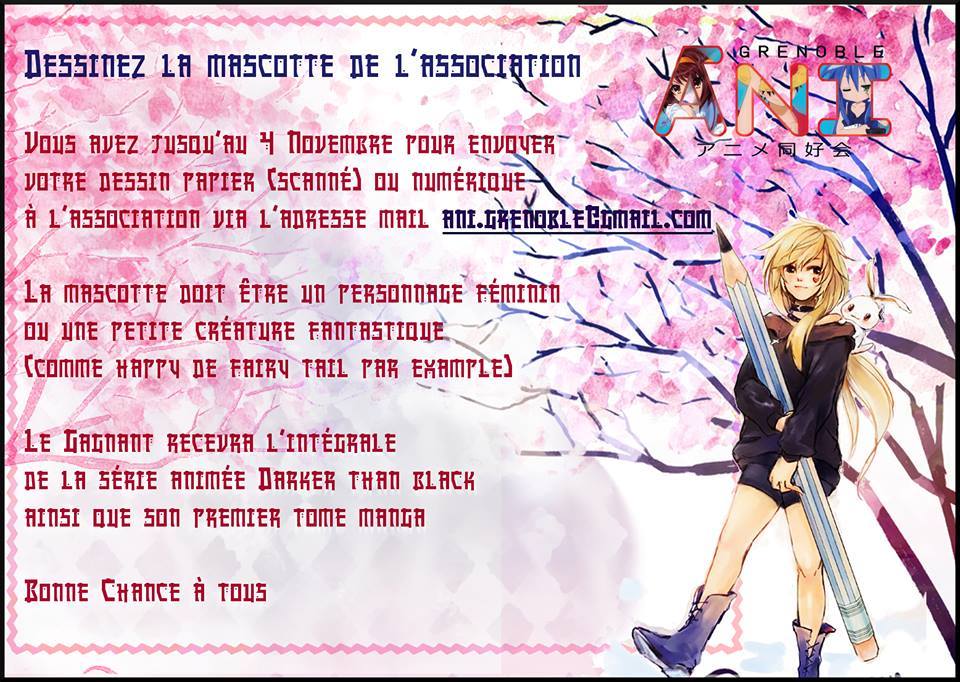 Dessinez la mascotte de l'association
GRENOBLE
ANI
アニメ同好会
Vous avez jusqu'au 4 Novembre pour envoyer
votre dessin papier (scanné) ou numérique
à l'association via l'adresse mail ani.grenoble@gmail.com
La mascotte doit être un personnage féminin
ou une petite créature fantastique
(comme happy de fairy tail par example)
Le Gagnant recevra l'intégrale
de la série animée Darker than black
ainsi que son premier tome manga
Bonne Chance à tous